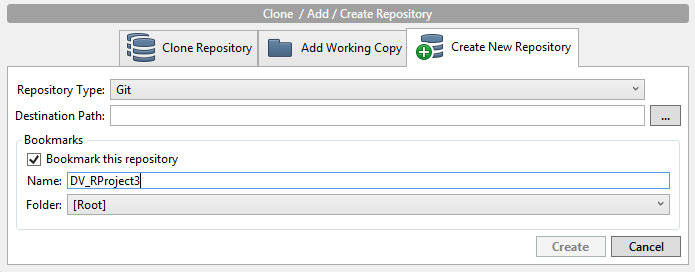 Clone / Add / Create Repository
Clone Repository
Add Working Copy
Create New Repository
Repository Type: Git
Destination Path:
...
Bookmarks
Bookmark this repository
Name: DV_RProject3
Folder: [Root]
Create
Cancel